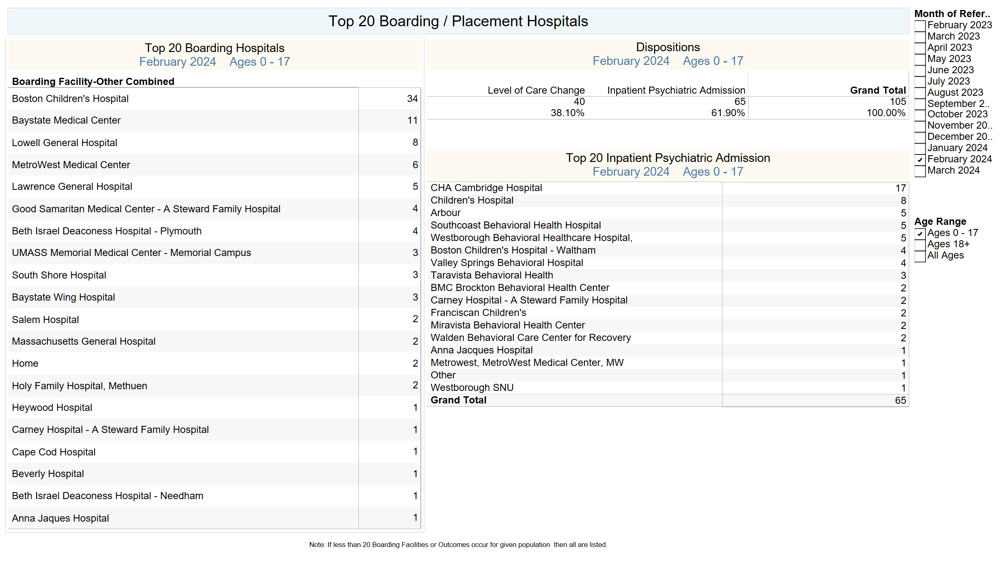 Top 20 Boarding / Placement Hospitals
Top 20 Boarding Hospitals
February 2024 Ages 0 - 17
Boarding Facility-Other Combined
Boston Children's Hospital 34
Baystate Medical Center 11
Lowell General Hospital 8
MetroWest Medical Center 6
Lawrence General Hospital 5
Good Samaritan Medical Center - A Steward Family Hospital 4
Beth Israel Deaconess Hospital - Plymouth 4
UMASS Memorial Medical Center - Memorial Campus 3
South Shore Hospital 3
Baystate Wing Hospital 3
Salem Hospital 2
Massachusetts General Hospital 2
Home 2
Holy Family Hospital, Methuen 2
Heywood Hospital 1
Carney Hospital - A Steward Family Hospital 1
Cape Cod Hospital 1
Beverly Hospital 1
Beth Israel Deaconess Hospital - Needham 1
Anna Jaques Hospital 1
Dispositions
February 2024 Ages 0 - 17
Level of Care Change Inpatient Psychiatric Admission Grand Total
40 65 105
38.10% 61.90% 100.00%
Top 20 Inpatient Psychiatric Admission
February 2024 Ages 0 - 17
CHA Cambridge Hospital 17
Children's Hospital 8
Arbour 5
Southcoast Behavioral Health Hospital 5
Westborough Behavioral Healthcare Hospital, 5
Boston Children's Hospital - Waltham 4
Valley Springs Behavioral Hospital 4
Taravista Behavioral Health 3
BMC Brockton Behavioral Health Center 2
Carney Hospital - A Steward Family Hospital 2
Franciscan Children's 2
Miravista Behavioral Health Center 2
Walden Behavioral Care Center for Recovery 2
Anna Jacques Hospital 1
Metrowest, MetroWest Medical Center, MW 1
Other 1
Westborough SNU 1
Grand Total 65
Month of Refer..
February 2023
March 2023
April 2023
May 2023
June 2023
July 2023
August 2023
September 2..
October 2023
November 20..
December 20..
January 2024
February 2024
March 2024
Age Range
Ages 0 - 17
Ages 18+
All Ages
Note: If less than 20 Boarding Facilities or Outcomes occur for given population then all are listed.